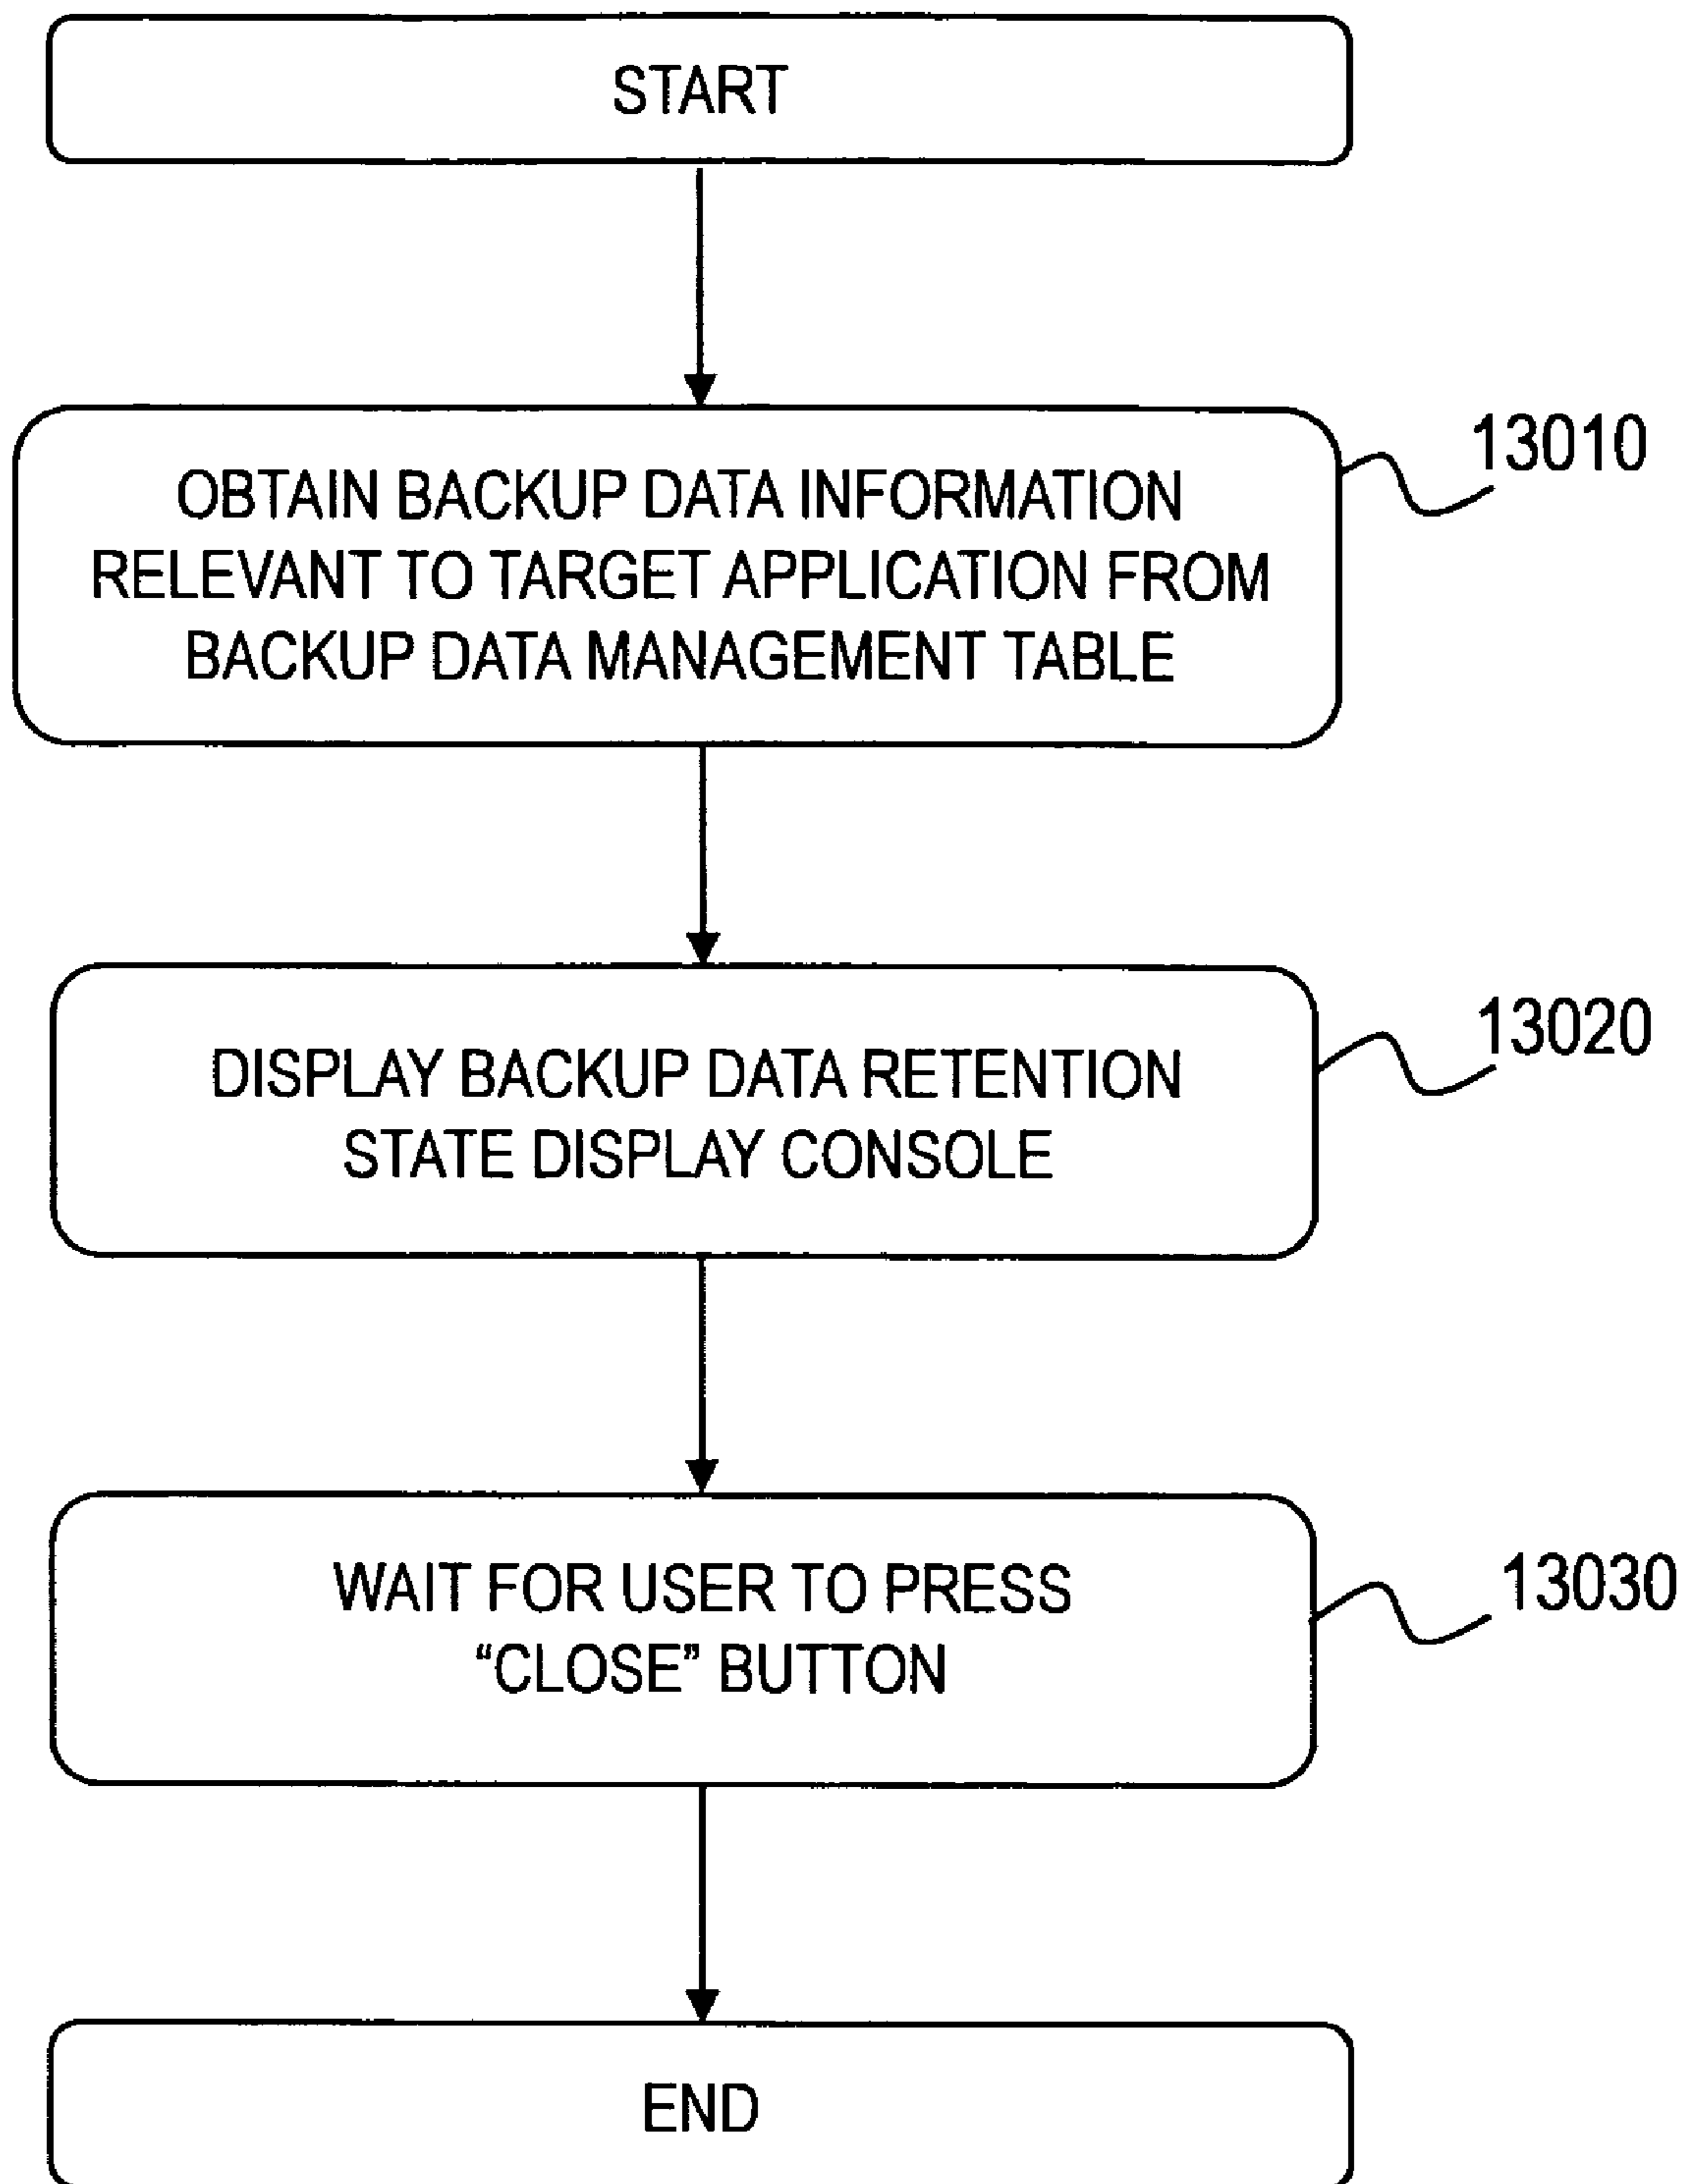 START
13010
OBTAIN BACKUP DATA INFORMATION
RELEVANT TO TARGET APPLICATION FROM
BACKUP DATA MANAGEMENT TABLE
13020
DISPLAY BACKUP DATA RETENTION
STATE DISPLAY CONSOLE
13030
WAIT FOR USER TO PRESS
“CLOSE” BUTTON
END